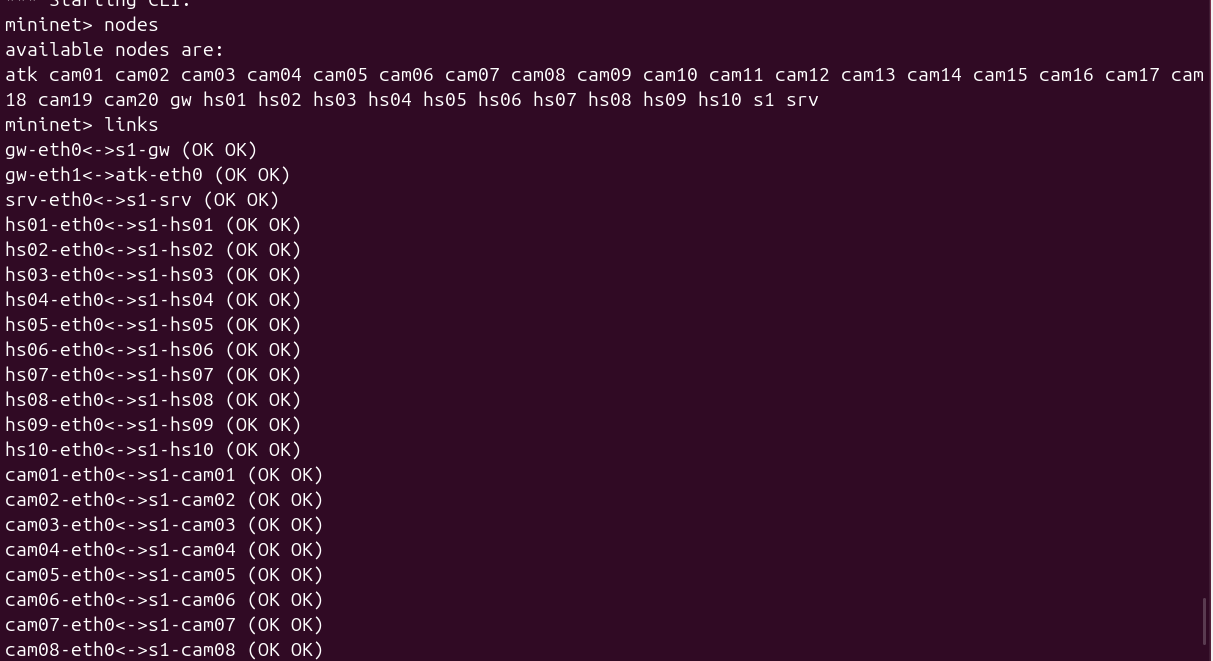 *** Starting CLI:
mininet> nodes
available nodes are:
atk cam01 cam02 cam03 cam04 cam05 cam06 cam07 cam08 cam09 cam10 cam11 cam12 cam13 cam14 cam15 cam16 cam17 cam
18 cam19 cam20 gw hs01 hs02 hs03 hs04 hs05 hs06 hs07 hs08 hs09 hs10 s1 srv
mininet> links
gw-eth0<->s1-gw (OK OK)
gw-eth1<->atk-eth0 (OK OK)
srv-eth0<->s1-srv (OK OK)
hs01-eth0<->s1-hs01 (OK OK)
hs02-eth0<->s1-hs02 (OK OK)
hs03-eth0<->s1-hs03 (OK OK)
hs04-eth0<->s1-hs04 (OK OK)
hs05-eth0<->s1-hs05 (OK OK)
hs06-eth0<->s1-hs06 (OK OK)
hs07-eth0<->s1-hs07 (OK OK)
hs08-eth0<->s1-hs08 (OK OK)
hs09-eth0<->s1-hs09 (OK OK)
hs10-eth0<->s1-hs10 (OK OK)
cam01-eth0<->s1-cam01 (OK OK)
cam02-eth0<->s1-cam02 (OK OK)
cam03-eth0<->s1-cam03 (OK OK)
cam04-eth0<->s1-cam04 (OK OK)
cam05-eth0<->s1-cam05 (OK OK)
cam06-eth0<->s1-cam06 (OK OK)
cam07-eth0<->s1-cam07 (OK OK)
cam08-eth0<->s1-cam08 (OK OK)